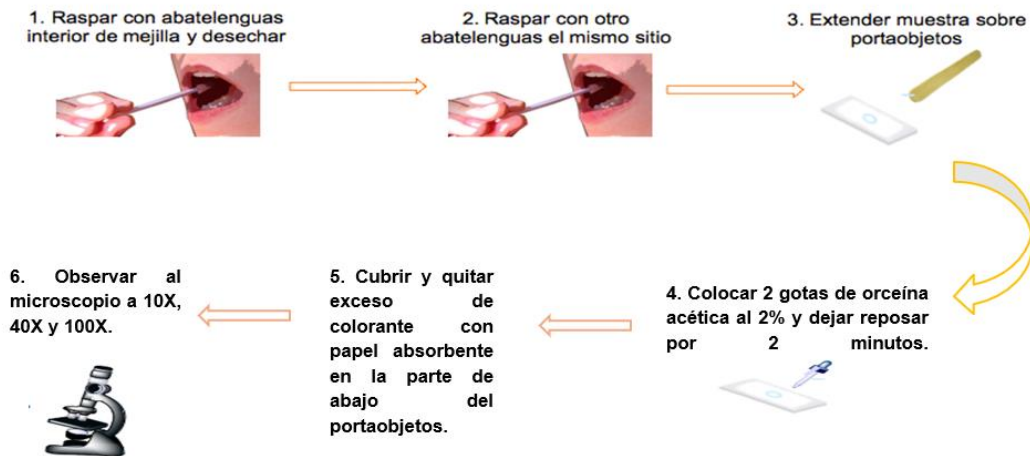 1. Raspar con abatelenguas
interior de mejilla y desechar
2. Raspar con otro
abatelenguas el mismo sitio
3. Extender muestra sobre
portaobjetos
4. Colocar 2 gotas de orceína
acética al 2% y dejar reposar
por 2 minutos.
5. Cubrir y quitar
exceso de
colorante con
papel absorbente
en la parte de
abajo del
portaobjetos.
6. Observar al
microscopio a 10X,
40X y 100X.